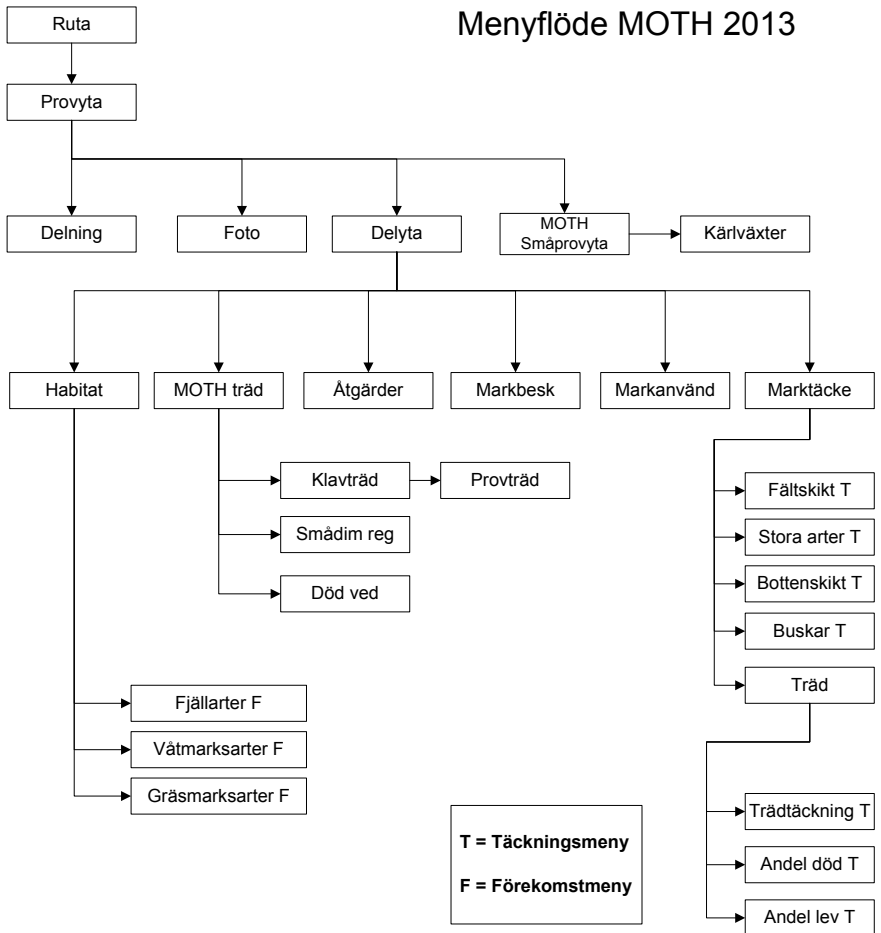 Menyflöde MOTH 2013
Ruta
Provyta
Delning
Foto
Delyta
MOTH
Småprovyta
Kärlväxter
Habitat
MOTH träd
Åtgärder
Markbesk
Markanvänd
Marktäcke
Klavträd
Provträd
Smådim reg
Död ved
Fältskikt T
Stora arter T
Bottenskikt T
Buskar T
Träd
Fjällarter F
Våtmarksarter F
Gräsmarksarter F
Trädtäckning T
Andel död T
Andel lev T
T = Täckningsmeny
F = Förekomstmeny